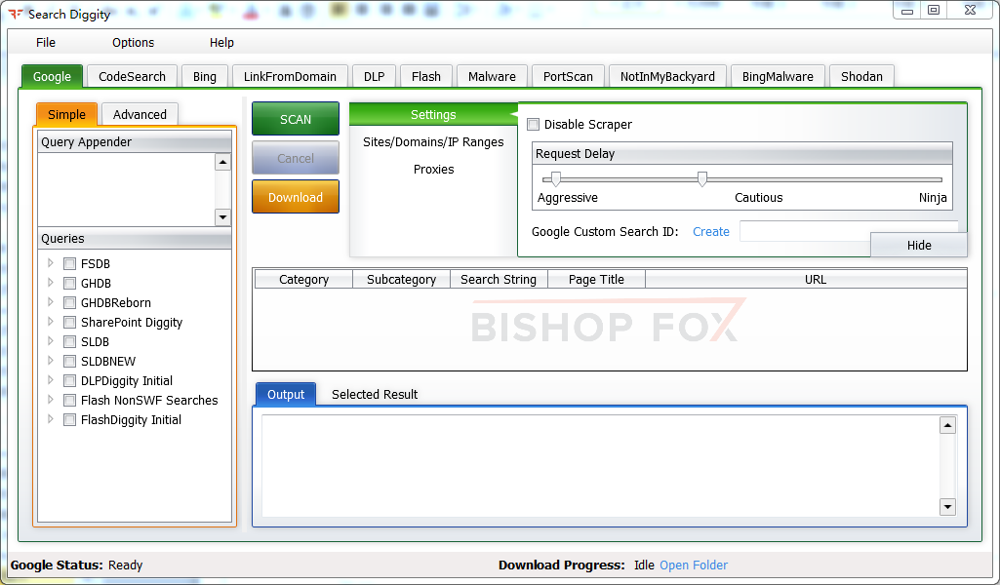 Search Diggity
File Options Help
Google CodeSearch Bing LinkFromDomain DLP Flash Malware PortScan NotInMyBackyard BingMalware Shodan
Simple Advanced
Query Appender
Queries
FSDB
GHDB
GHDBReborn
SharePoint Diggity
SLDB
SLDBNEW
DLPDiggity Initial
Flash NonSWF Searches
FlashDiggity Initial
SCAN
Cancel
Download
Settings
Sites/Domains/IP Ranges
Proxies
Disable Scraper
Request Delay
Aggressive Cautious Ninja
Google Custom Search ID: Create
Hide
Category Subcategory Search String Page Title URL
BISHOP FOX
Output Selected Result
Google Status: Ready Download Progress: Idle Open Folder